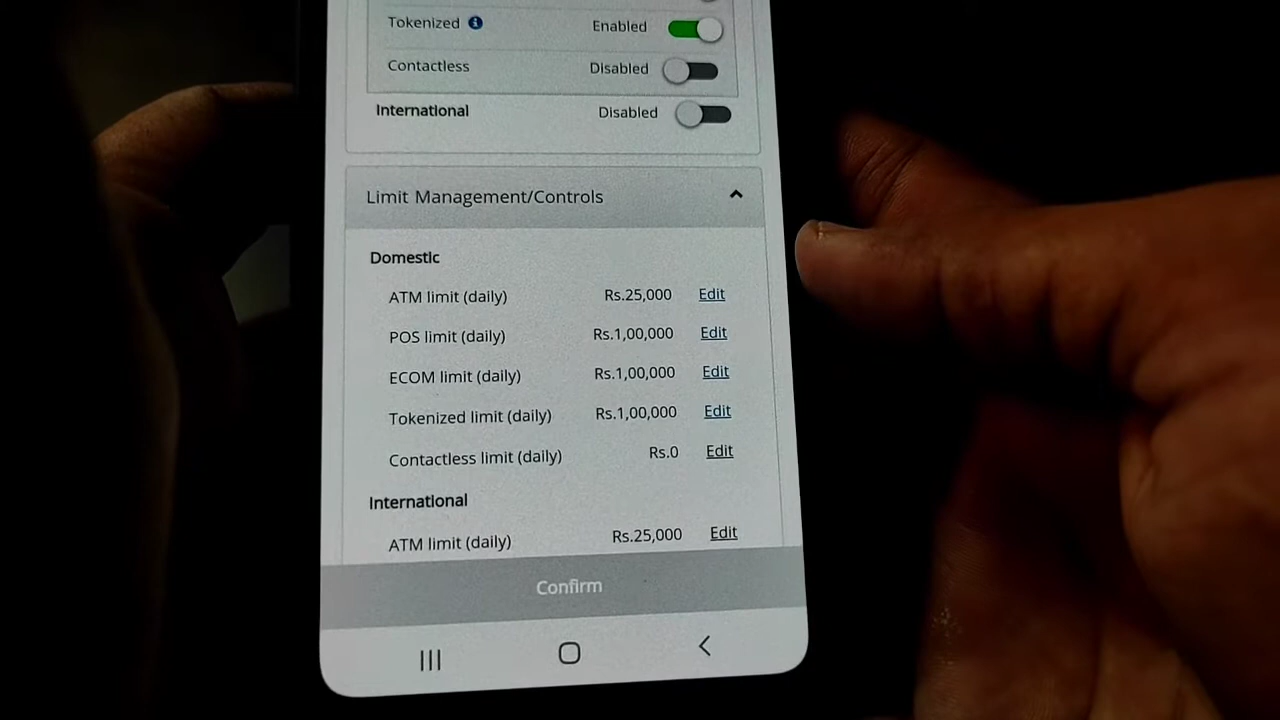 Tokenized Enabled
Contactless Disabled
International Disabled
Limit Management/Controls
Domestic
ATM limit (daily) Rs.25,000 Edit
POS limit (daily) Rs.1,00,000 Edit
ECOM limit (daily) Rs.1,00,000 Edit
Tokenized limit (daily) Rs.1,00,000 Edit
Contactless limit (daily) Rs.0 Edit
International
ATM limit (daily) Rs.25,000 Edit
Confirm